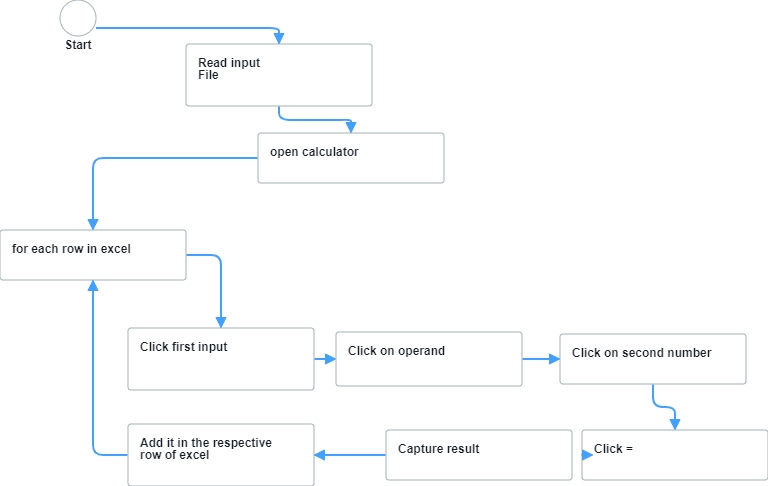 Start
Read input
File
open calculator
for each row in excel
Click first input
Click on operand
Click on second number
Click =
Capture result
Add it in the respective
row of excel